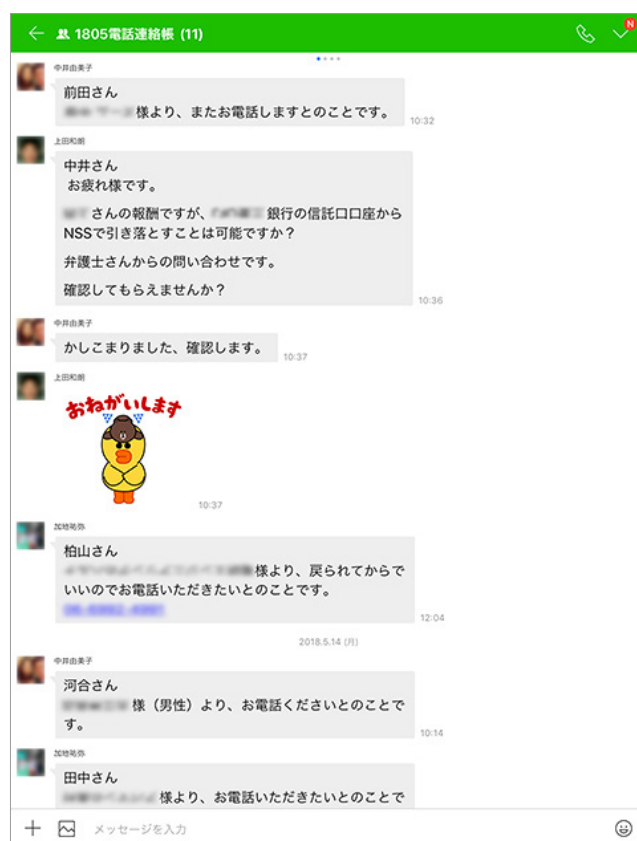 1805電話連絡帳 (11)
N
中井由美子
前田さん
様より、またお電話しますとのことです。
10:32
上田和朗
中井さん
お疲れ様です。
さんの報酬ですが、
銀行の信託口口座から
NSSで引き落とすことは可能ですか？
弁護士さんからの問い合わせです。
確認してもらえませんか？
10:36
中井由美子
かしこまりました、確認します。
10:37
上田和朗
おねがいします
10:37
加地祐弥
柏山さん
様より、戻られてからで
いいのでお電話いただきたいとのことです。
12:04
2018.5.14 (月)
中井由美子
河合さん
様（男性）より、お電話くださいとのことで
す。
10:14
加地祐弥
田中さん
様より、お電話いただきたいとのことで
メッセージを入力